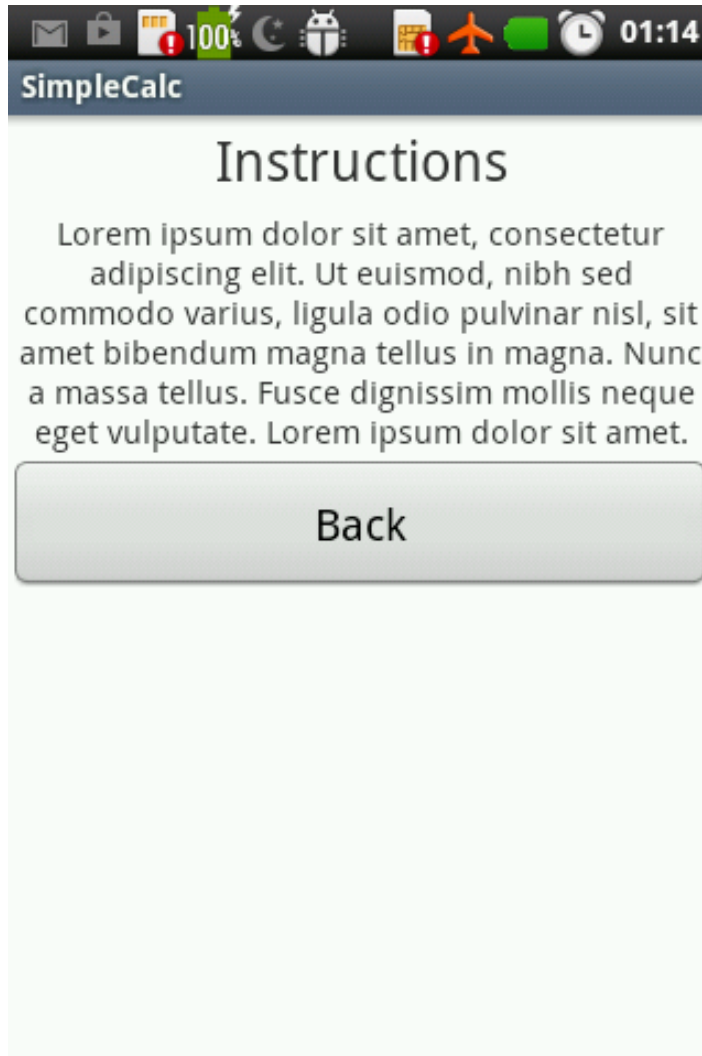 100% 01:14
SimpleCalc
Instructions
Lorem ipsum dolor sit amet, consectetur
adipiscing elit. Ut euismod, nibh sed
commodo varius, ligula odio pulvinar nisl, sit
amet bibendum magna tellus in magna. Nunc
a massa tellus. Fusce dignissim mollis neque
eget vulputate. Lorem ipsum dolor sit amet.
Back